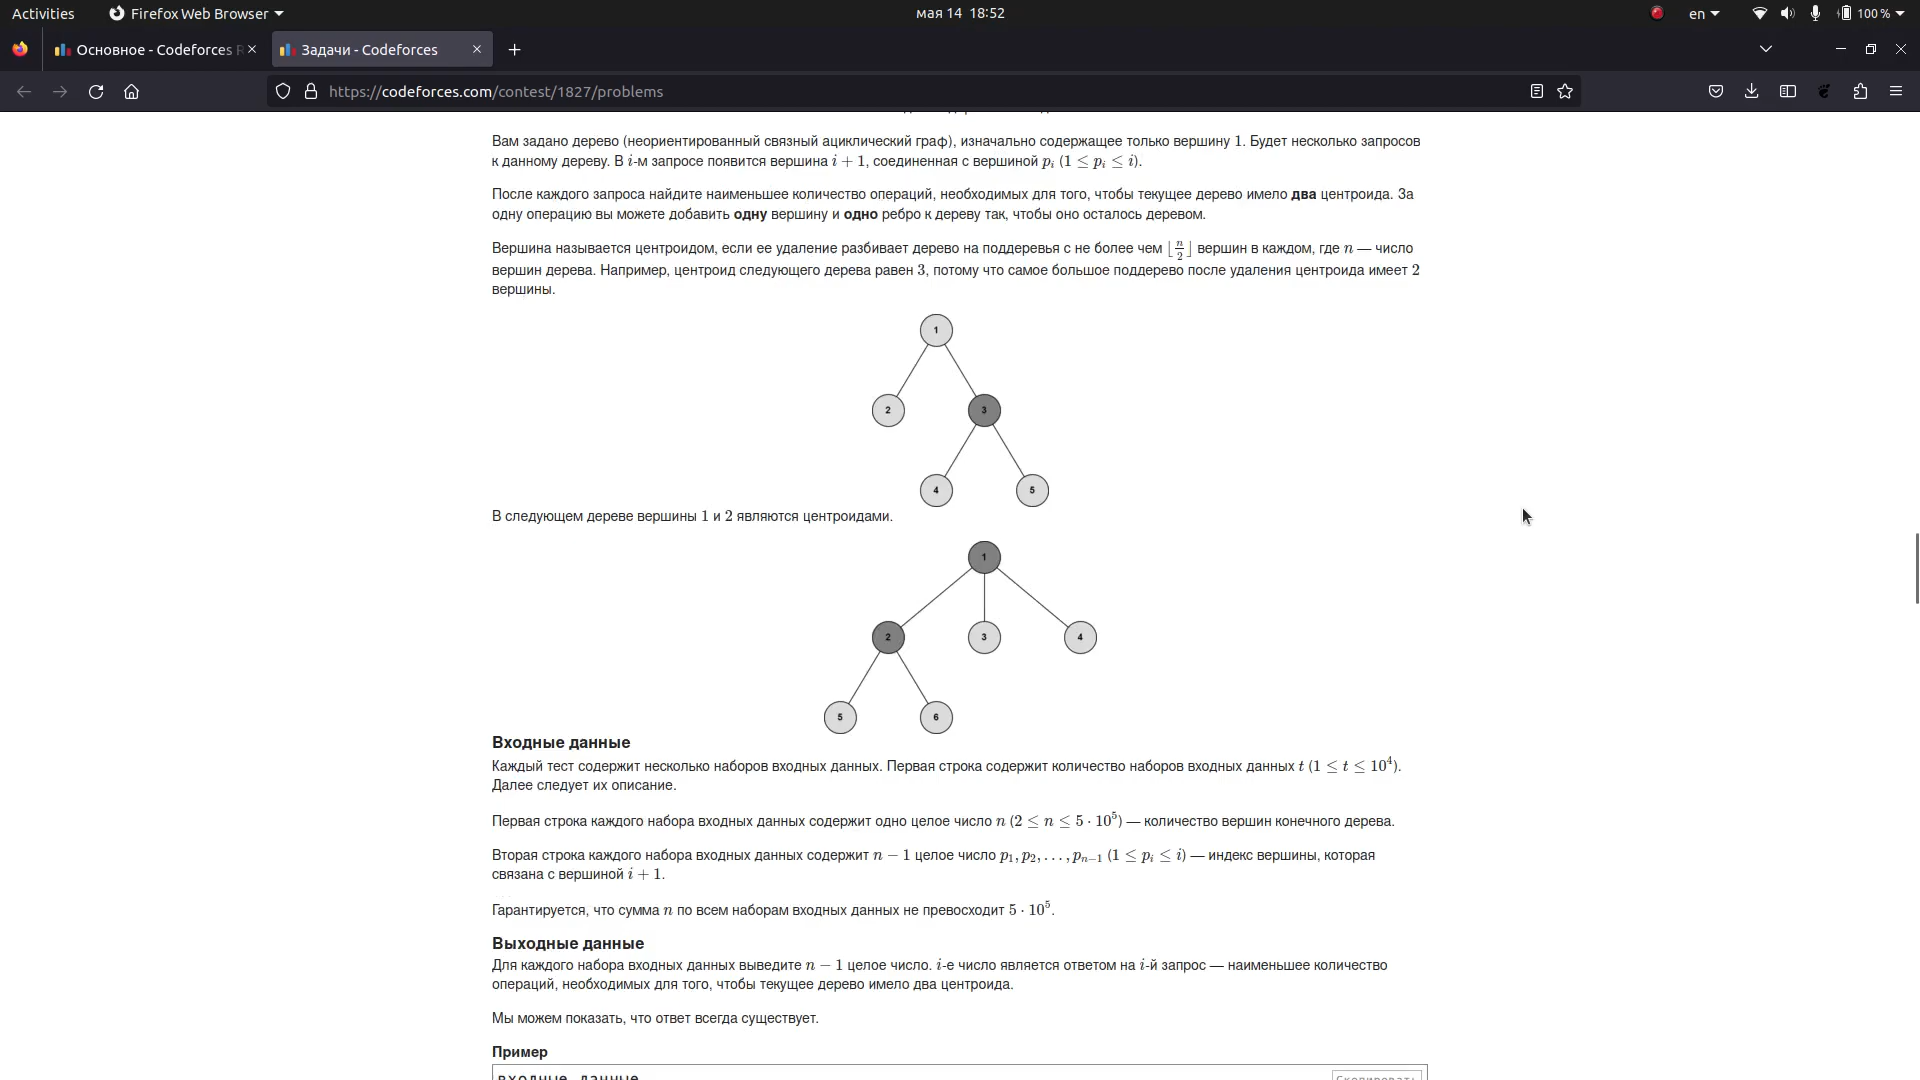 Activities Firefox Web Browser мая 14 18:52 en 100 %
Основное - Codeforces Задачи - Codeforces
https://codeforces.com/contest/1827/problems
Вам задано дерево (неориентированный связный ациклический граф), изначально содержащее только вершину 1. Будет несколько запросов
к данному дереву. В i-м запросе появится вершина i + 1, соединенная с вершиной p_i (1 ≤ p_i ≤ i).
После каждого запроса найдите наименьшее количество операций, необходимых для того, чтобы текущее дерево имело два центроида. За
одну операцию вы можете добавить одну вершину и одно ребро к дереву так, чтобы оно осталось деревом.
Вершина называется центроидом, если ее удаление разбивает дерево на поддеревья с не более чем ⌊n/2⌋ вершин в каждом, где n — число
вершин дерева. Например, центроид следующего дерева равен 3, потому что самое большое поддерево после удаления центроида имеет 2
вершины.
1
2 3
4 5
В следующем дереве вершины 1 и 2 являются центроидами.
1
2 3 4
5 6
Входные данные
Каждый тест содержит несколько наборов входных данных. Первая строка содержит количество наборов входных данных t (1 ≤ t ≤ 10^4).
Далее следует их описание.
Первая строка каждого набора входных данных содержит одно целое число n (2 ≤ n ≤ 5 · 10^5) — количество вершин конечного дерева.
Вторая строка каждого набора входных данных содержит n − 1 целое число p_1, p_2, . . . , p_{n−1} (1 ≤ p_i ≤ i) — индекс вершины, которая
связана с вершиной i + 1.
Гарантируется, что сумма n по всем наборам входных данных не превосходит 5 · 10^5.
Выходные данные
Для каждого набора входных данных выведите n − 1 целое число. i-е число является ответом на i-й запрос — наименьшее количество
операций, необходимых для того, чтобы текущее дерево имело два центроида.
Мы можем показать, что ответ всегда существует.
Пример
входные данные Скопировать